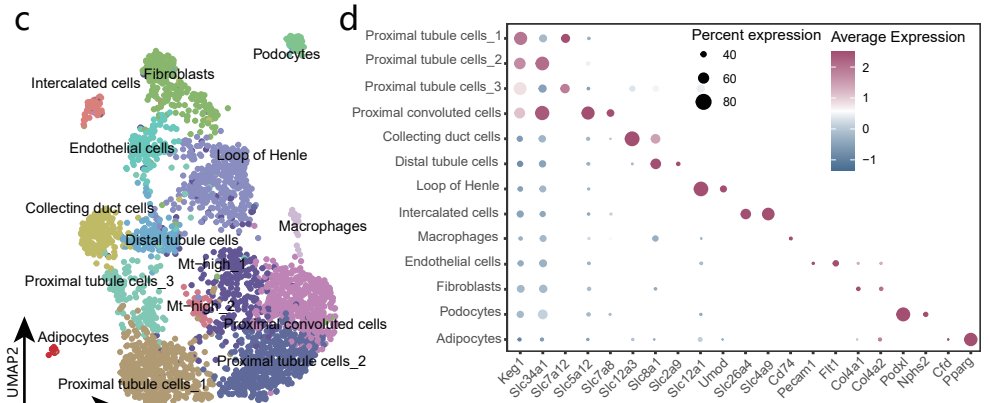 c
Podocytes
Fibroblasts
Intercalated cells
Endothelial cells
Loop of Henle
Collecting duct cells
Macrophages
Distal tubule cells
Mt-high_1
Proximal tubule cells_3
Mt-high_2
Proximal convoluted cells
Adipocytes
Proximal tubule cells_2
Proximal tubule cells_1
UMAP2
d
Proximal tubule cells_1
Proximal tubule cells_2
Proximal tubule cells_3
Proximal convoluted cells
Collecting duct cells
Distal tubule cells
Loop of Henle
Intercalated cells
Macrophages
Endothelial cells
Fibroblasts
Podocytes
Adipocytes
Percent expression
40
60
80
Average Expression
2
1
0
−1
Keg1
Slc34a1
Slc7a12
Slc5a12
Slc7a8
Slc12a3
Slc8a1
Slc2a9
Slc12a1
Umod
Slc26a4
Slc4a9
Cd74
Pecam1
Flt1
Col4a1
Col4a2
Podxl
Nphs2
Cfd
Pparg